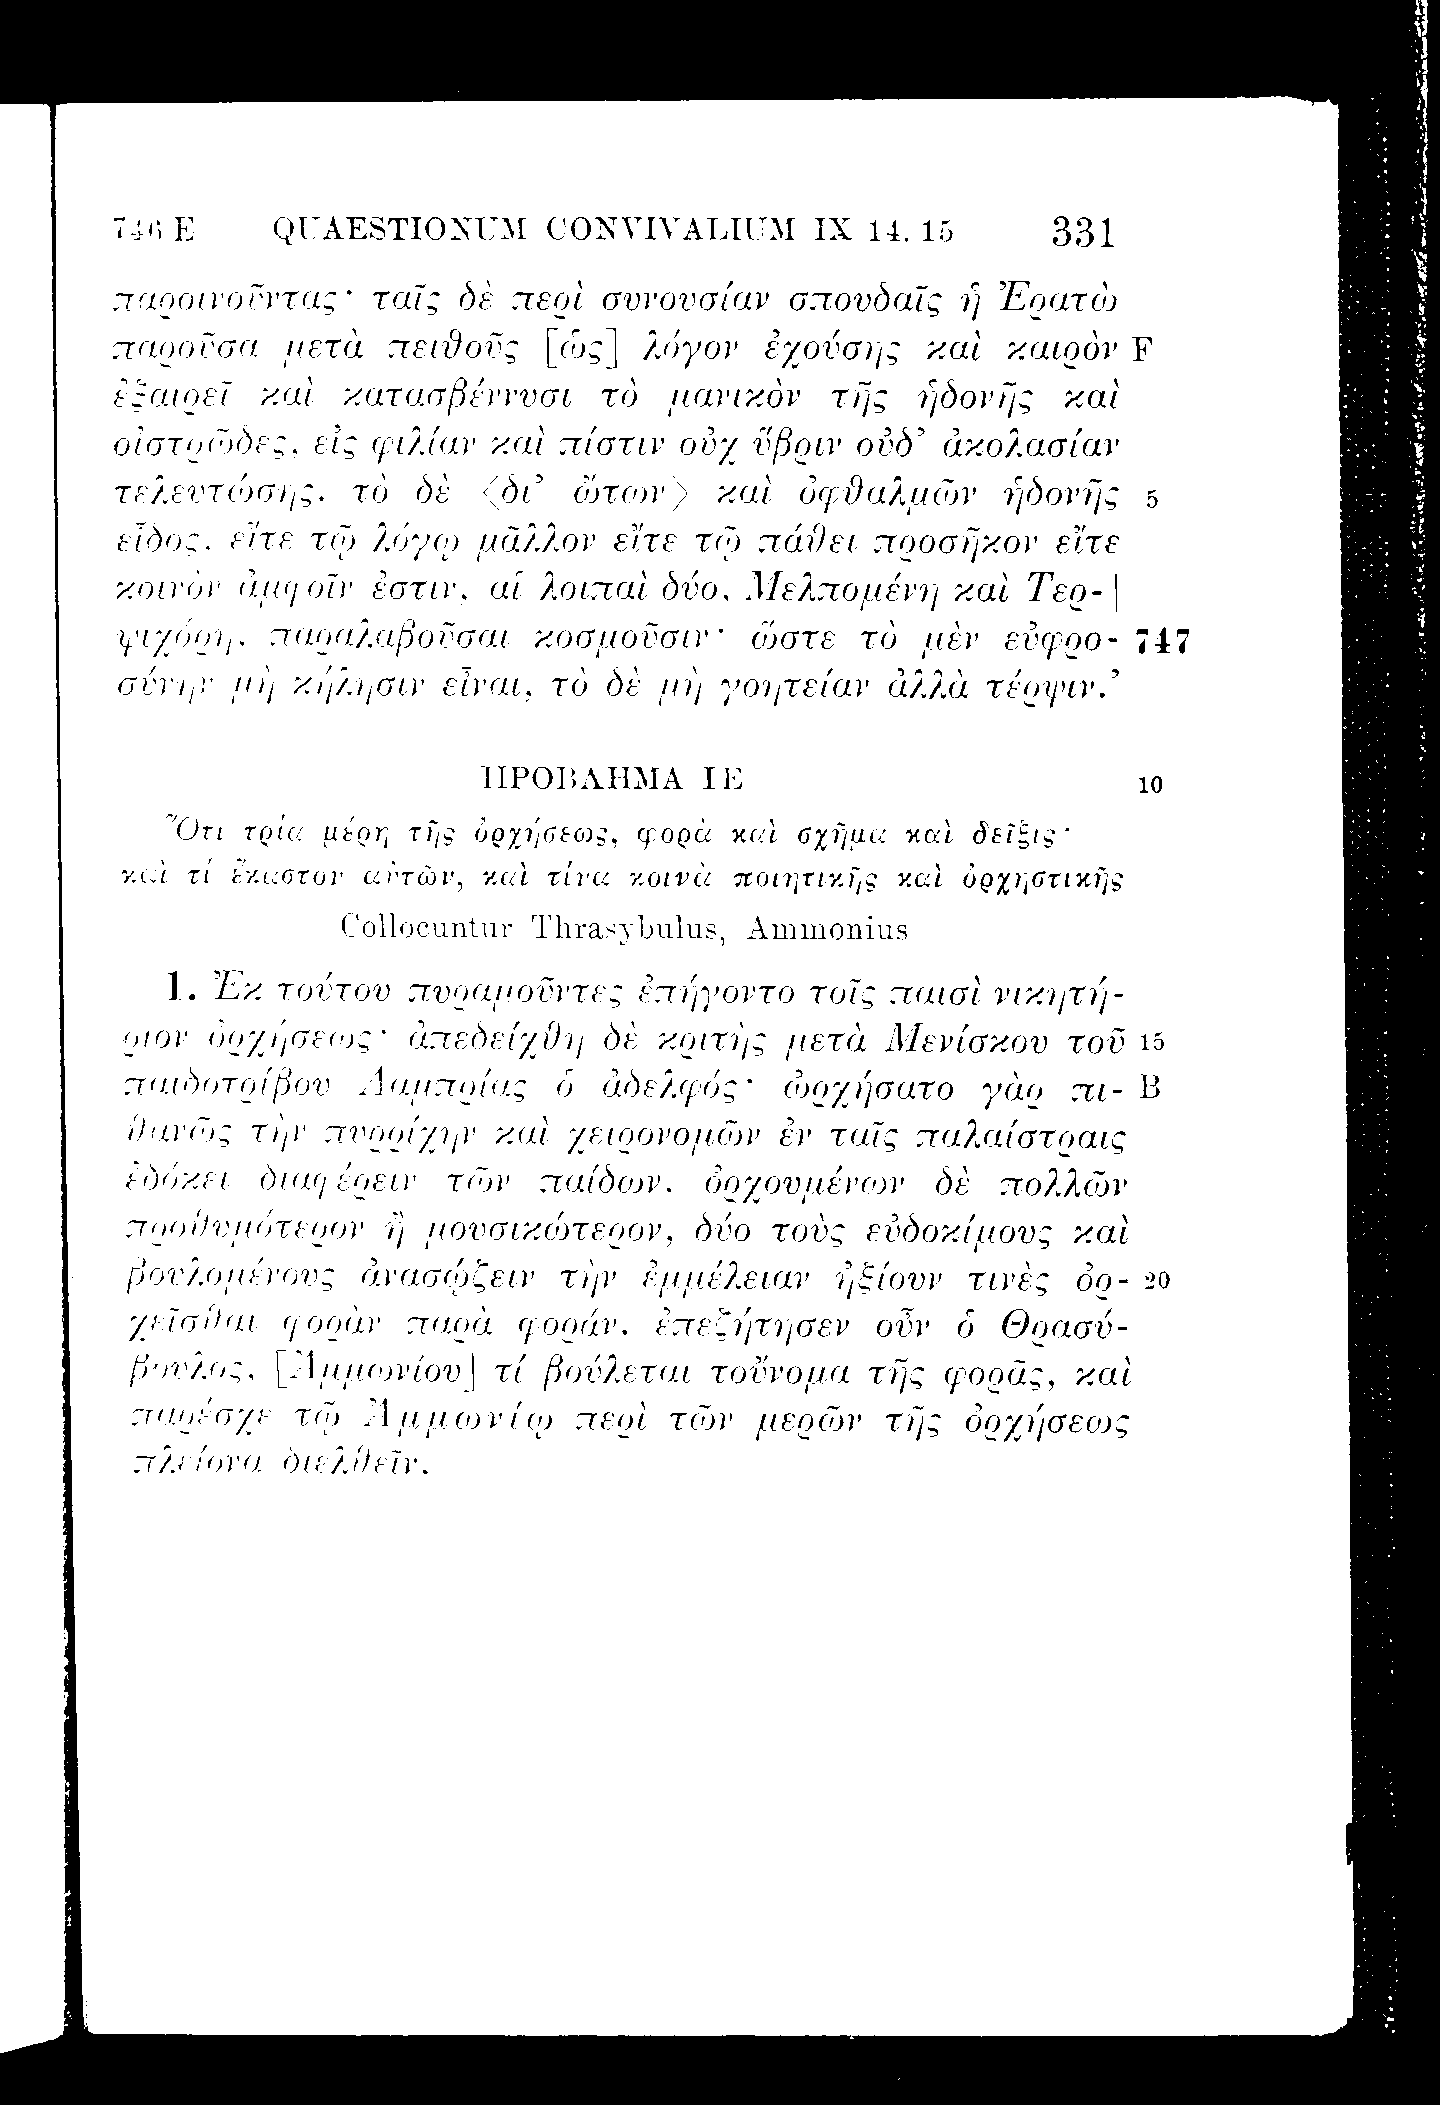 746 E QUAESTIONUM CONVIVALIUM IX 14. 15 331
παροινοῦντας· ταῖς δὲ περὶ συνουσίαν σπουδαῖς ἡ Ἐρατὼ
παροῦσα μετὰ πειθοῦς [ὡς] λόγον ἐχούσης καὶ καιρὸν F
ἐξαιρεῖ καὶ κατασβέννυσι τὸ μανικὸν τῆς ἡδονῆς καὶ
οἰστρῶδες, εἰς φιλίαν καὶ πίστιν οὐχ ὕβριν οὐδ’ ἀκολασίαν
τελευτώσης. τὸ δὲ 〈δι’ ὤτων〉 καὶ ὀφθαλμῶν ἡδονῆς 5
εἶδος, εἴτε τῷ λόγῳ μᾶλλον εἴτε τῷ πάθει προσῆκον εἴτε
κοινὸν ἀμφοῖν ἐστιν, αἱ λοιπαὶ δύο, Μελπομένη καὶ Τερ-|
ψιχόρη, παραλαβοῦσαι κοσμοῦσιν· ὥστε τὸ μὲν εὐφρο- 747
σύνην μὴ κήλησιν εἶναι, τὸ δὲ μὴ γοητείαν ἀλλὰ τέρψιν.’
ΠΡΟΒΛΗΜΑ ΙΕ 10
Ὅτι τρία μέρη τῆς ὀρχήσεως, φορὰ καὶ σχῆμα καὶ δεῖξις·
καὶ τί ἕκαστον αὐτῶν, καὶ τίνα κοινὰ ποιητικῆς καὶ ὀρχηστικῆς
Collocuntur Thrasybulus, Ammonius
1. Ἐκ τούτου πυραμοῦντες ἐπήγοντο τοῖς παισὶ νικητή-
ριον ὀρχήσεως· ἀπεδείχθη δὲ κριτὴς μετὰ Μενίσκου τοῦ 15
παιδοτρίβου Λαμπρίας ὁ ἀδελφός· ὠρχήσατο γὰρ πι- B
θανῶς τὴν πυρρίχην καὶ χειρονομῶν ἐν ταῖς παλαίστραις
ἐδόκει διαφέρειν τῶν παίδων. ὀρχουμένων δὲ πολλῶν
προθυμότερον ἢ μουσικώτερον, δύο τοὺς εὐδοκίμους καὶ
βουλομένους ἀνασῴζειν τὴν ἐμμέλειαν ἠξίουν τινὲς ὀρ- 20
χεῖσθαι φορὰν παρὰ φοράν. ἐπεζήτησεν οὖν ὁ Θρασύ-
βουλος, [Ἀμμωνίου] τί βούλεται τοὔνομα τῆς φορᾶς, καὶ
παρέσχε τῷ Ἀμμωνίῳ περὶ τῶν μερῶν τῆς ὀρχήσεως
πλείονα διελθεῖν.